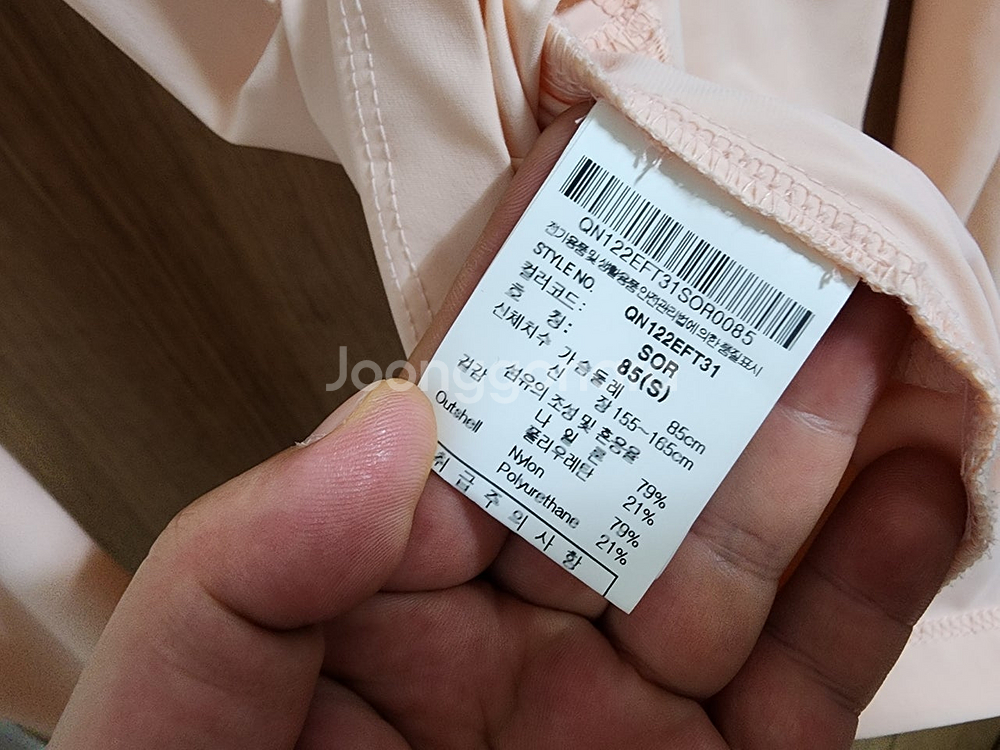 QN122EFT31SOR0085
전기용품 및 생활용품 안전관리법에 의한 품질표시
STYLE NO. QN122EFT31
컬러코드 : SOR
호 칭 : 85(S)
신체치수 가슴둘레 85cm
신 장 155~165cm
겉감 섬유의 조성 및 혼용율
나 일 론 79%
폴리우레탄 21%
Outshell Nylon 79%
Polyurethane 21%
취 급 주 의 사 항